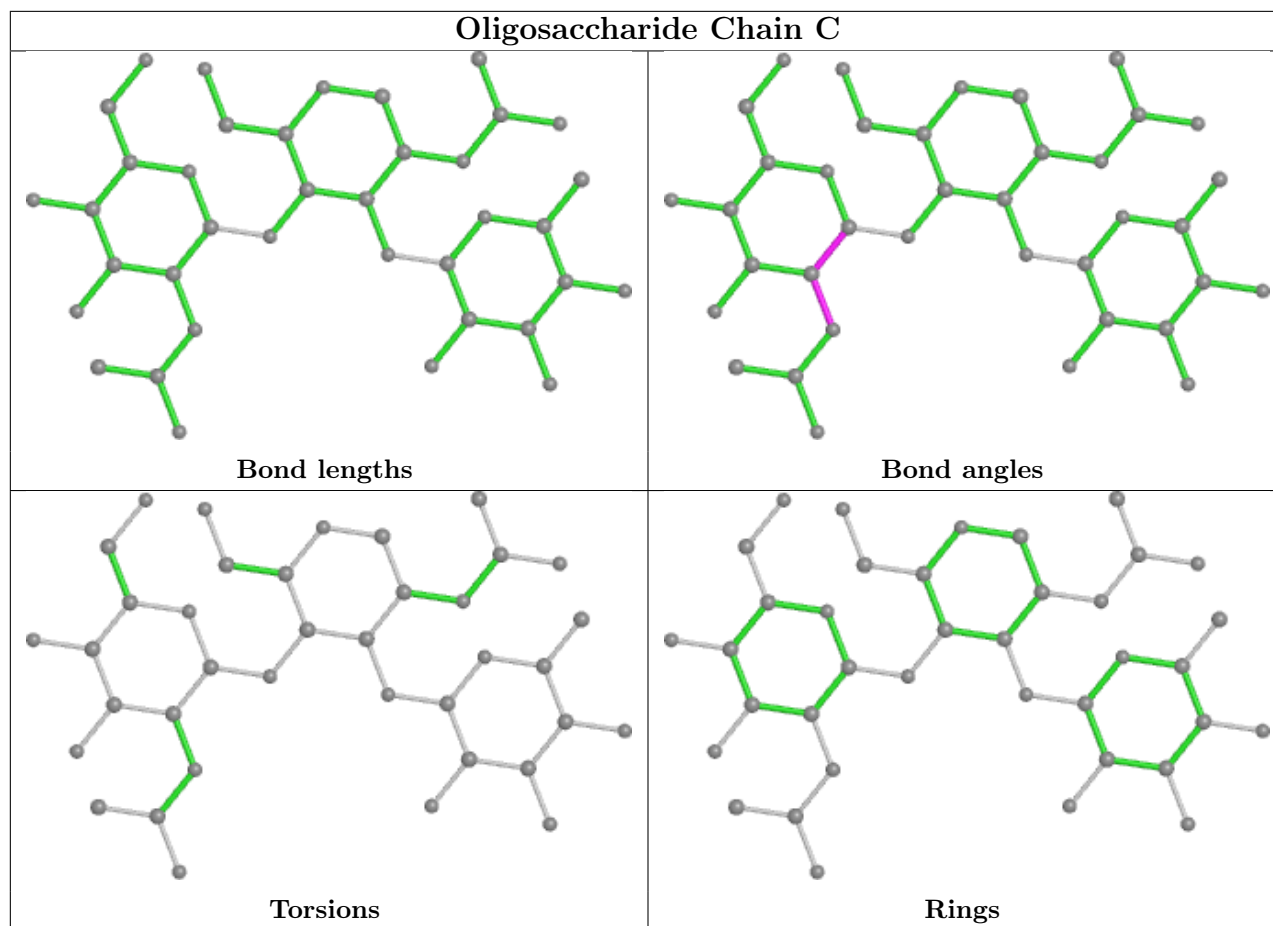 Oligosaccharide Chain C
Bond lengths
Bond angles
Torsions
Rings